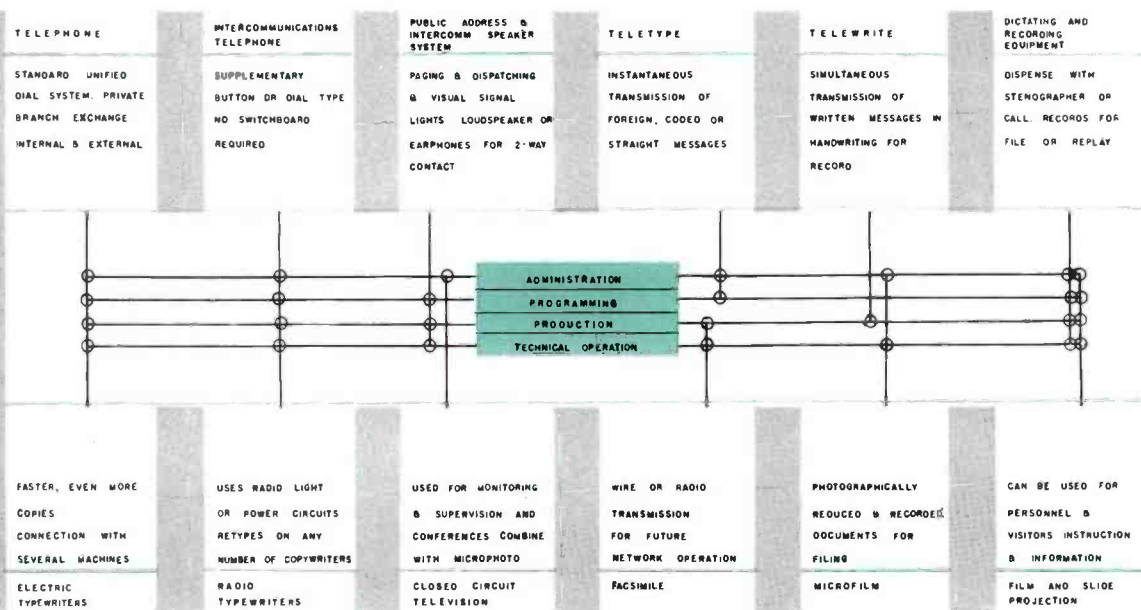 TELEPHONE
STANDARD UNIFIED
DIAL SYSTEM. PRIVATE
BRANCH EXCHANGE
INTERNAL & EXTERNAL
INTERCOMMUNICATIONS
TELEPHONE
SUPPLEMENTARY
BUTTON OR DIAL TYPE
NO SWITCHBOARD
REQUIRED
PUBLIC ADDRESS &
INTERCOMM SPEAKER
SYSTEM
PAGING & DISPATCHING
& VISUAL SIGNAL
LIGHTS LOUDSPEAKER OR
EARPHONES FOR 2-WAY
CONTACT
TELETYPE
INSTANTANEOUS
TRANSMISSION OF
FOREIGN, CODED OR
STRAIGHT MESSAGES
TELEWRITE
SIMULTANEOUS
TRANSMISSION OF
WRITTEN MESSAGES IN
HANDWRITING FOR
RECORD
DICTATING AND
RECORDING
EQUIPMENT
DISPENSE WITH
STENOGRAPHER OR
CALL. RECORDS FOR
FILE OR REPLAY
ADMINISTRATION
PROGRAMMING
PRODUCTION
TECHNICAL OPERATION
FASTER, EVEN MORE
COPIES
CONNECTION WITH
SEVERAL MACHINES
ELECTRIC
TYPEWRITERS
USES RADIO LIGHT
OR POWER CIRCUITS
RETYPES ON ANY
NUMBER OF COPYWRITERS
RADIO
TYPEWRITERS
USED FOR MONITORING
& SUPERVISION AND
CONFERENCES COMBINE
WITH MICROPHOTO
CLOSED CIRCUIT
TELEVISION
WIRE OR RADIO
TRANSMISSION
FOR FUTURE
NETWORK OPERATION
FACSIMILE
PHOTOGRAPHICALLY
REDUCED & RECORDED
DOCUMENTS FOR
FILING
MICROFILM
CAN BE USED FOR
PERSONNEL &
VISITORS INSTRUCTION
& INFORMATION
FILM AND SLIDE
PROJECTION